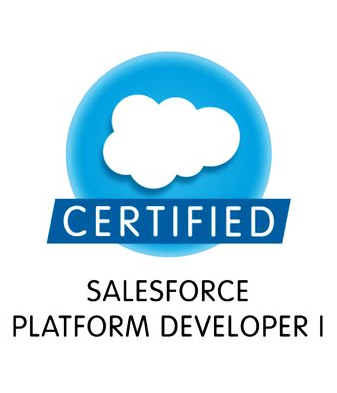 CERTIFIED
SALESFORCE
PLATFORM DEVELOPER I